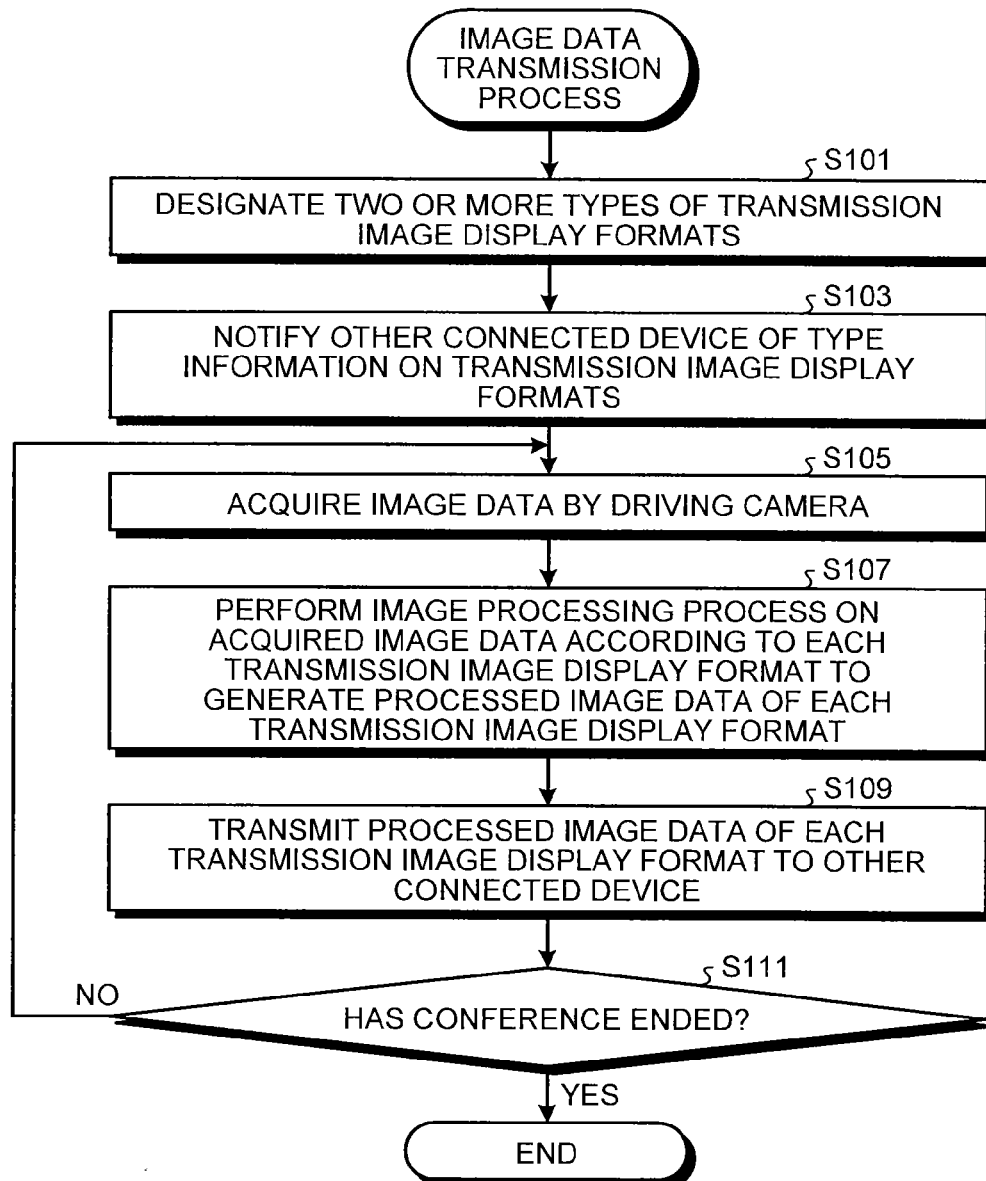 IMAGE DATA
TRANSMISSION
PROCESS
S101
DESIGNATE TWO OR MORE TYPES OF TRANSMISSION
IMAGE DISPLAY FORMATS
S103
NOTIFY OTHER CONNECTED DEVICE OF TYPE
INFORMATION ON TRANSMISSION IMAGE DISPLAY
FORMATS
S105
ACQUIRE IMAGE DATA BY DRIVING CAMERA
S107
PERFORM IMAGE PROCESSING PROCESS ON
ACQUIRED IMAGE DATA ACCORDING TO EACH
TRANSMISSION IMAGE DISPLAY FORMAT TO
GENERATE PROCESSED IMAGE DATA OF EACH
TRANSMISSION IMAGE DISPLAY FORMAT
S109
TRANSMIT PROCESSED IMAGE DATA OF EACH
TRANSMISSION IMAGE DISPLAY FORMAT TO OTHER
CONNECTED DEVICE
S111
NO
HAS CONFERENCE ENDED?
YES
END